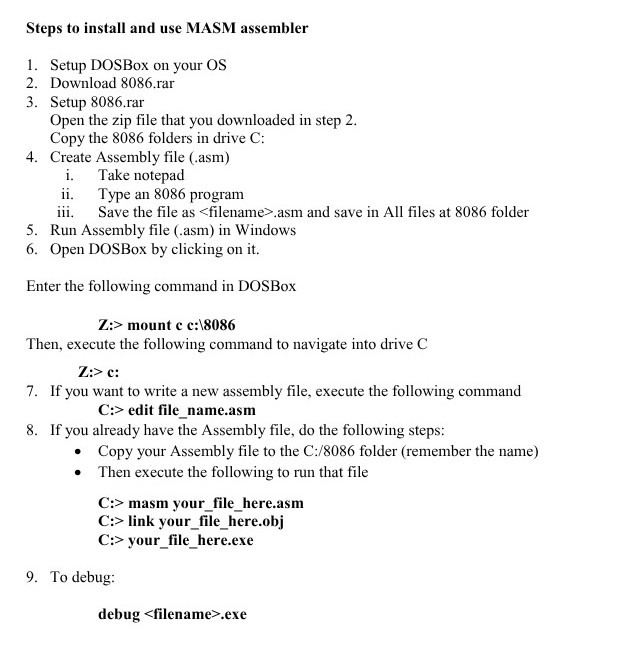 Steps to install and use MASM assembler
1. Setup DOSBox on your OS
2. Download 8086.rar
3. Setup 8086.rar
Open the zip file that you downloaded in step 2.
Copy the 8086 folders in drive C:
4. Create Assembly file (.asm)
i. Take notepad
ii. Type an 8086 program
iii. Save the file as <filename>.asm and save in All files at 8086 folder
5. Run Assembly file (.asm) in Windows
6. Open DOSBox by clicking on it.
Enter the following command in DOSBox
Z:> mount c c:\8086
Then, execute the following command to navigate into drive C
Z:> c:
7. If you want to write a new assembly file, execute the following command
C:> edit file_name.asm
8. If you already have the Assembly file, do the following steps:
• Copy your Assembly file to the C:/8086 folder (remember the name)
• Then execute the following to run that file
C:> masm your_file_here.asm
C:> link your_file_here.obj
C:> your_file_here.exe
9. To debug:
debug <filename>.exe